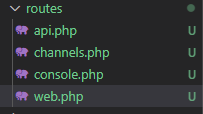 routes
api.php U
channels.php U
console.php U
web.php U